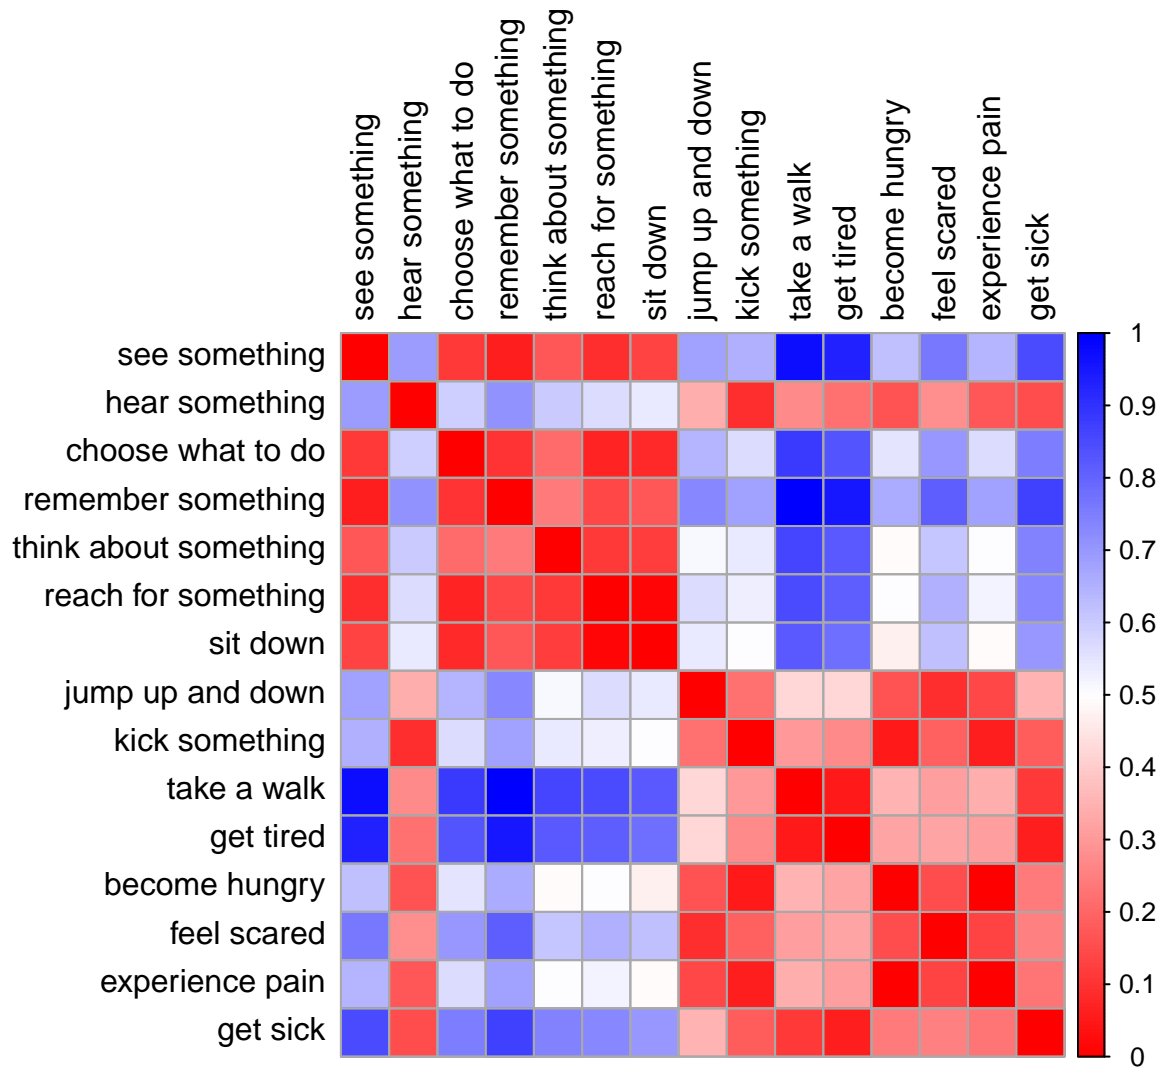 see something
hear something
choose what to do
remember something
think about something
reach for something
sit down
jump up and down
kick something
take a walk
get tired
become hungry
feel scared
experience pain
get sick
see something
hear something
choose what to do
remember something
think about something
reach for something
sit down
jump up and down
kick something
take a walk
get tired
become hungry
feel scared
experience pain
get sick
1
0.9
0.8
0.7
0.6
0.5
0.4
0.3
0.2
0.1
0